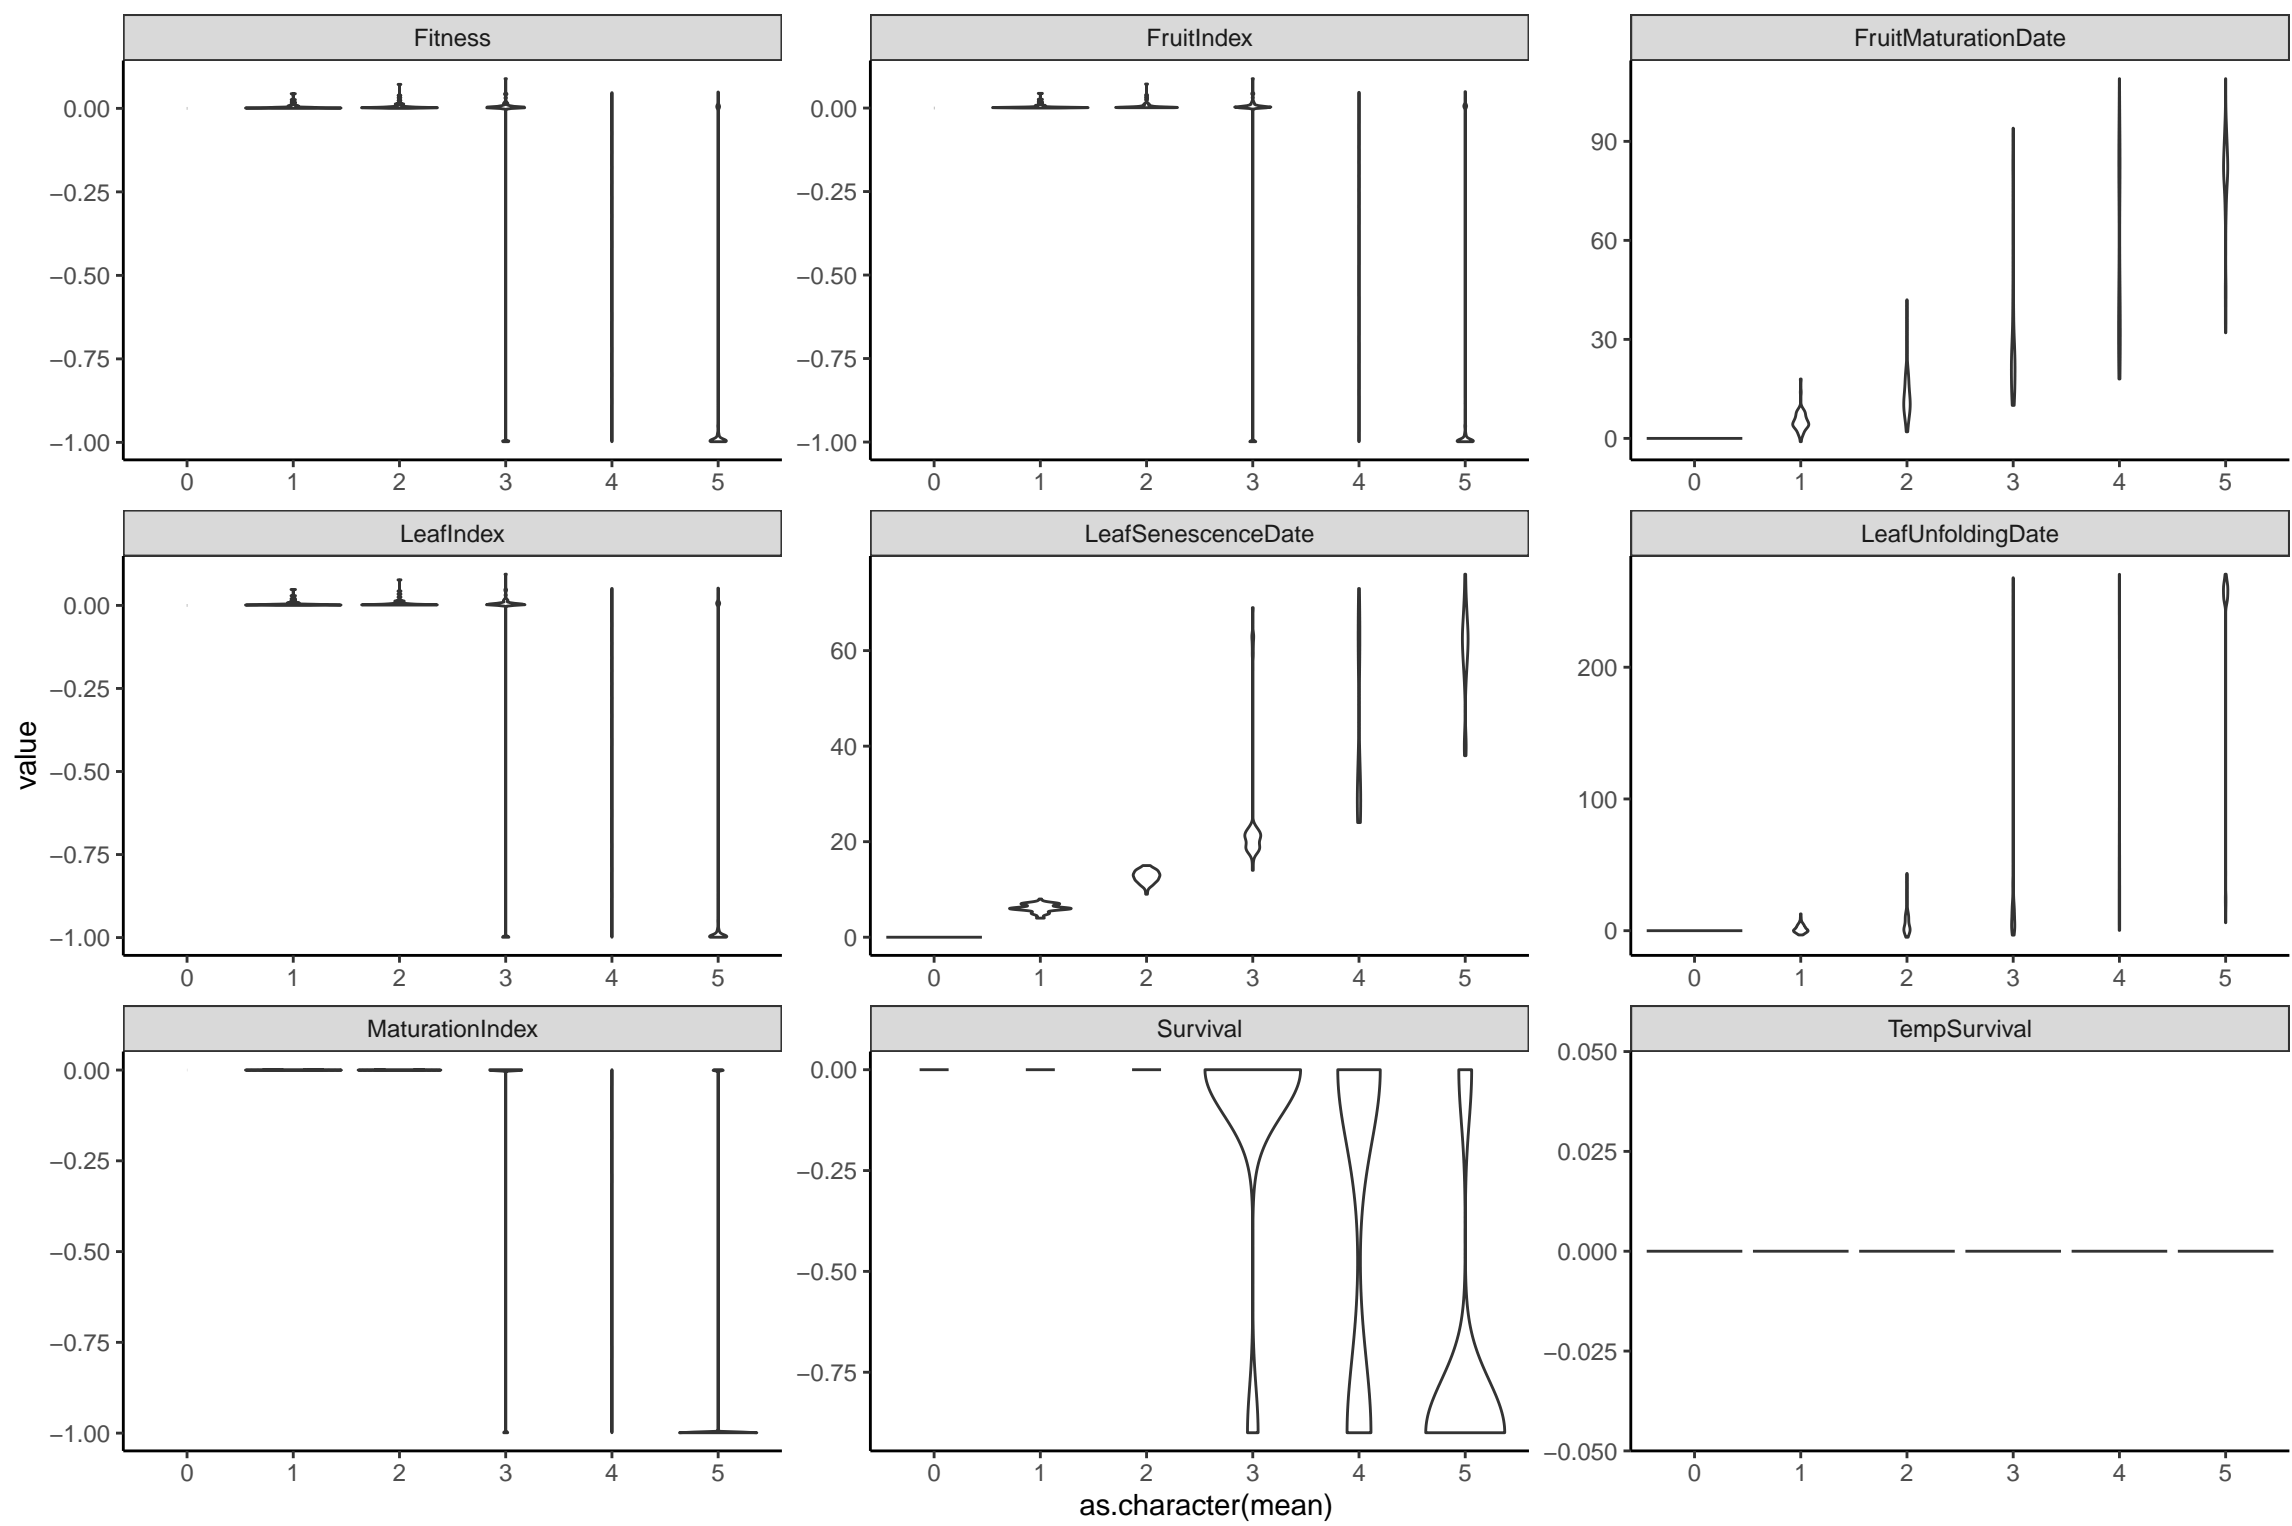 Fitness
FruitIndex
FruitMaturationDate
0.00
−0.25
−0.50
−0.75
−1.00
0.00
−0.25
−0.50
−0.75
−1.00
90
60
30
0
0 1 2 3 4 5
0 1 2 3 4 5
0 1 2 3 4 5
LeafIndex
LeafSenescenceDate
LeafUnfoldingDate
value
0.00
−0.25
−0.50
−0.75
−1.00
60
40
20
0
200
100
0
0 1 2 3 4 5
0 1 2 3 4 5
0 1 2 3 4 5
MaturationIndex
Survival
TempSurvival
0.00
−0.25
−0.50
−0.75
−1.00
0.00
−0.25
−0.50
−0.75
0.050
0.025
0.000
−0.025
−0.050
0 1 2 3 4 5
0 1 2 3 4 5
0 1 2 3 4 5
as.character(mean)